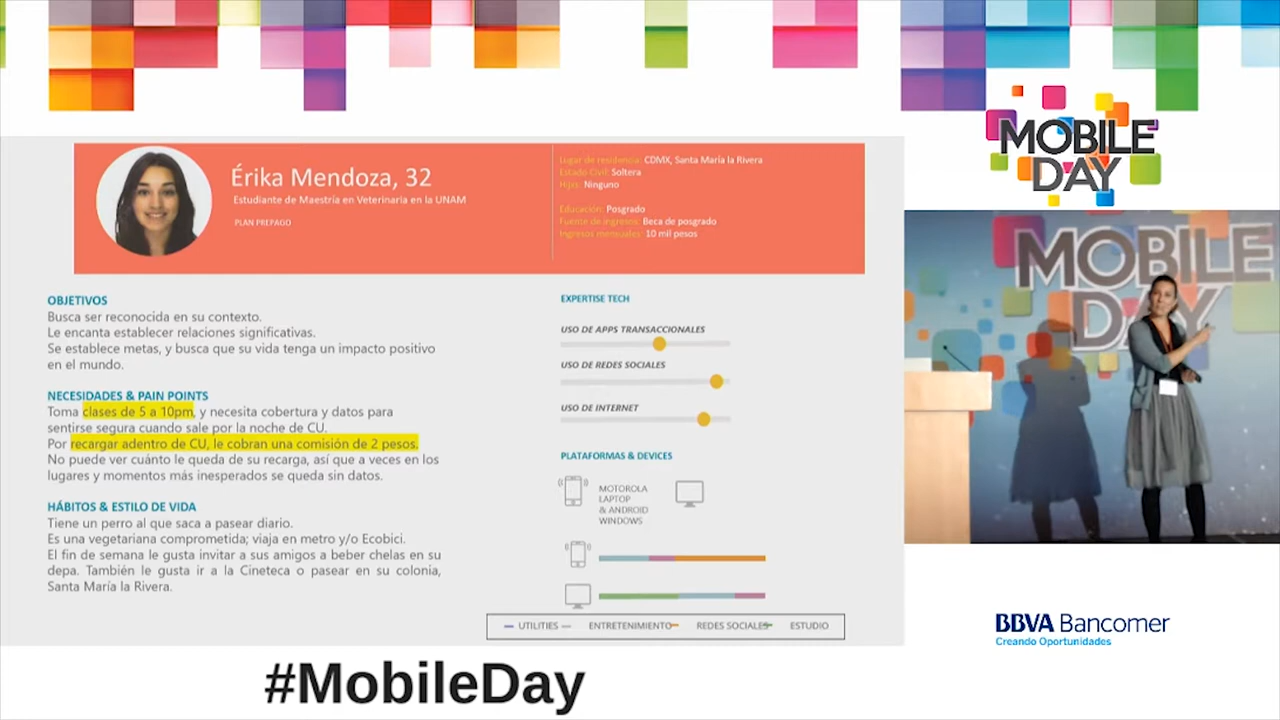 MOBILE
DAY
Érika Mendoza, 32
Estudiante de Maestría en Veterinaria en la UNAM
PLAN PREPAGO
Lugar de residencia: CDMX, Santa María la Rivera
Estado Civil: Soltera
Hijos: Ninguno
Educación: Posgrado
Fuente de ingresos: Beca de posgrado
Ingresos mensuales: 10 mil pesos
OBJETIVOS
Busca ser reconocida en su contexto.
Le encanta establecer relaciones significativas.
Se establece metas, y busca que su vida tenga un impacto positivo
en el mundo.
NECESIDADES & PAIN POINTS
Toma clases de 5 a 10pm, y necesita cobertura y datos para
sentirse segura cuando sale por la noche de CU.
Por recargar adentro de CU, le cobran una comisión de 2 pesos.
No puede ver cuánto le queda de su recarga, así que a veces en los
lugares y momentos más inesperados se queda sin datos.
HÁBITOS & ESTILO DE VIDA
Tiene un perro al que saca a pasear diario.
Es una vegetariana comprometida; viaja en metro y/o Ecobici.
El fin de semana le gusta invitar a sus amigos a beber chelas en su
depa. También le gusta ir a la Cineteca o pasear en su colonia,
Santa María la Rivera.
EXPERTISE TECH
USO DE APPS TRANSACCIONALES
USO DE REDES SOCIALES
USO DE INTERNET
PLATAFORMAS & DEVICES
MOTOROLA
LAPTOP
& ANDROID
WINDOWS
UTILITIES
ENTRETENIMIENTO
REDES SOCIALES
ESTUDIO
MOBILE
DAY
BBVA Bancomer
Creando Oportunidades
#MobileDay